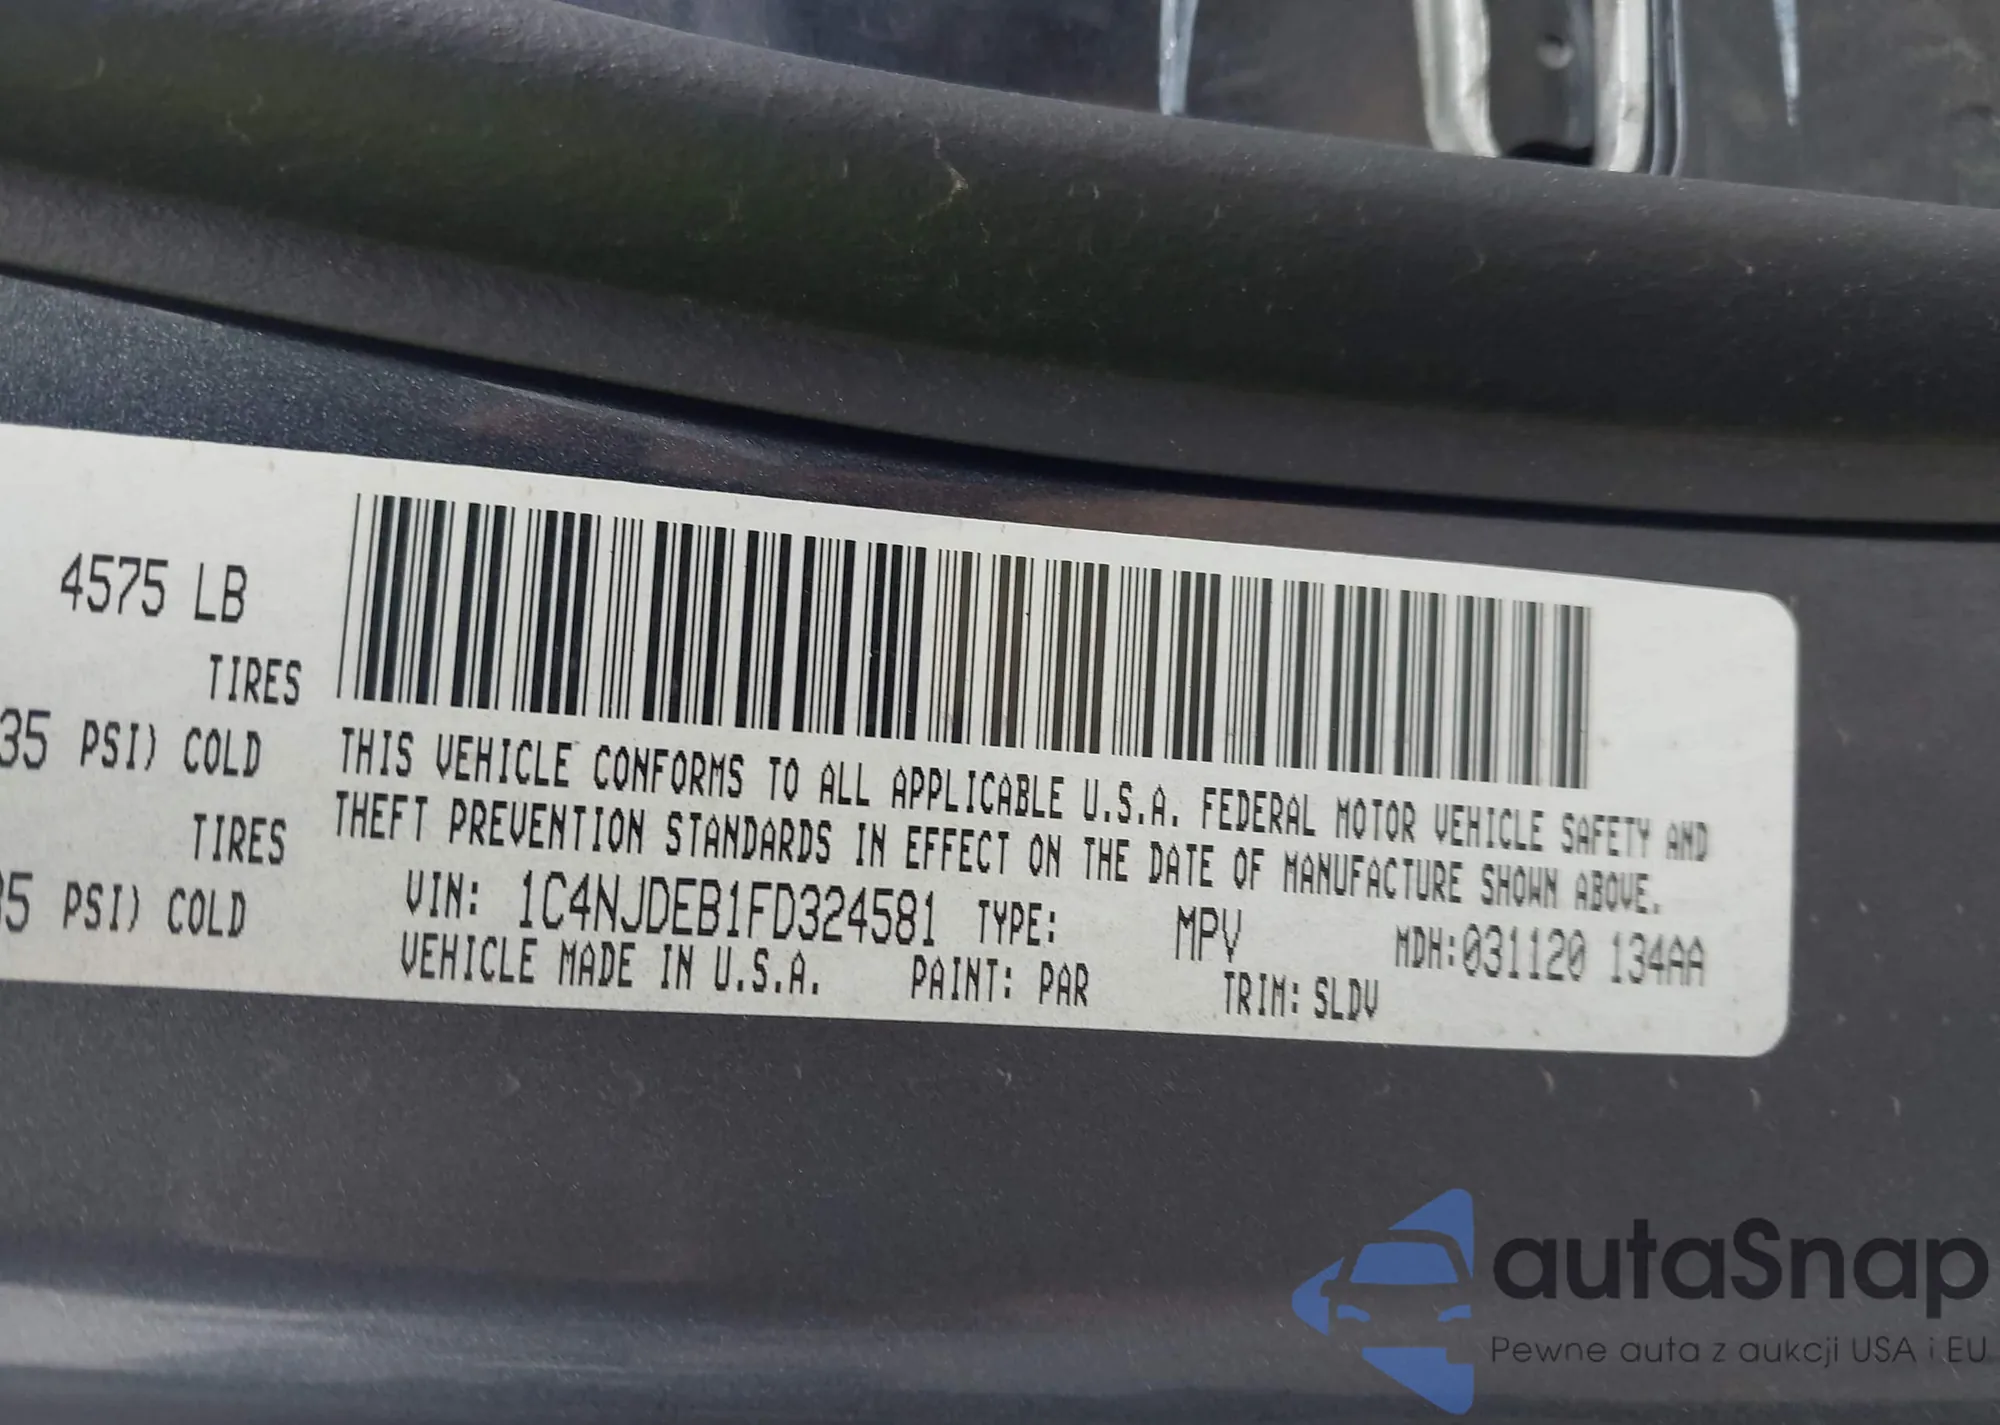 4575 LB
TIRES
35 PSI) COLD
TIRES
35 PSI) COLD
THIS VEHICLE CONFORMS TO ALL APPLICABLE U.S.A. FEDERAL MOTOR VEHICLE SAFETY AND
THEFT PREVENTION STANDARDS IN EFFECT ON THE DATE OF MANUFACTURE SHOWN ABOVE.
VIN: 1C4NJDEB1FD324581 TYPE: MPV MDH:031120 134AA
VEHICLE MADE IN U.S.A. PAINT: PAR TRIM: SLDV
autaSnap
Pewne auta z aukcji USA i EU